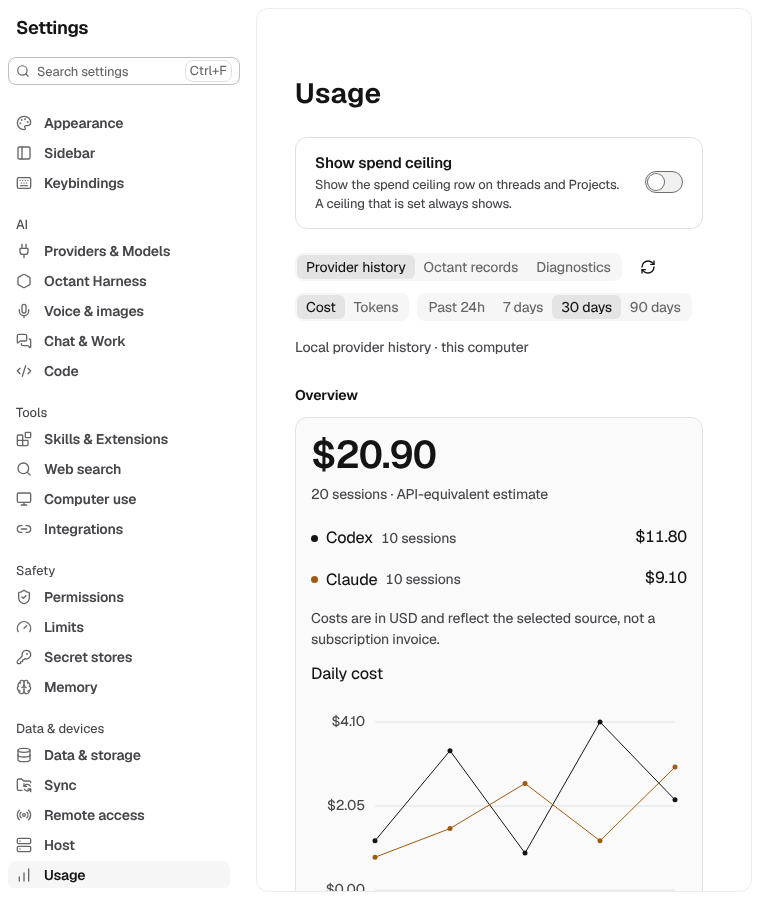 Settings
Search settings Ctrl+F
Appearance
Sidebar
Keybindings
AI
Providers & Models
Octant Harness
Voice & images
Chat & Work
Code
Tools
Skills & Extensions
Web search
Computer use
Integrations
Safety
Permissions
Limits
Secret stores
Memory
Data & devices
Data & storage
Sync
Remote access
Host
Usage
Usage
Show spend ceiling
Show the spend ceiling row on threads and Projects.
A ceiling that is set always shows.
Provider history Octant records Diagnostics
Cost Tokens Past 24h 7 days 30 days 90 days
Local provider history · this computer
Overview
$20.90
20 sessions · API-equivalent estimate
Codex 10 sessions $11.80
Claude 10 sessions $9.10
Costs are in USD and reflect the selected source, not a
subscription invoice.
Daily cost
$4.10
$2.05
$0.00